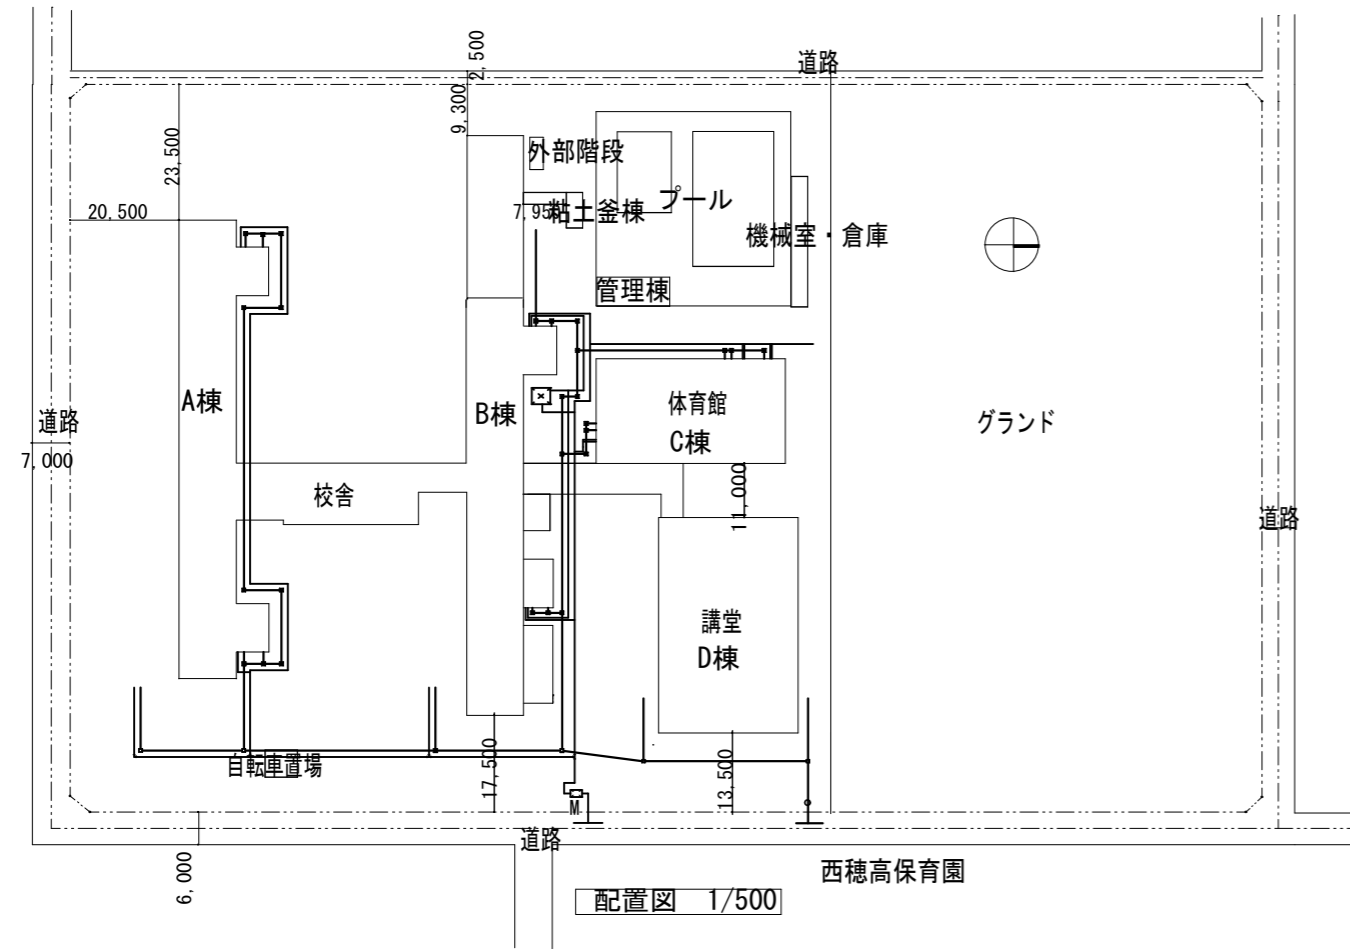 道路
2,500
9,300
外部階段
23,500
20,500
7,95
粘土釜棟
プール
機械室・倉庫
管理棟
A棟
B棟
体育館
C棟
グランド
道路
7,000
校舎
11,000
道路
講堂
D棟
自転車置場
17,500
13,500
M
道路
6,000
西穂高保育園
配置図 1/500